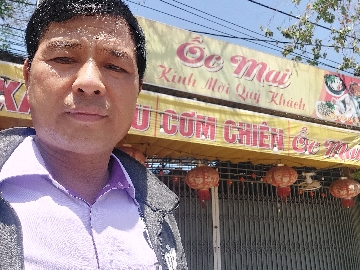 Ốc Mai
Kính Mời Quý Khách
CƠM CHIÊN Ốc Mai